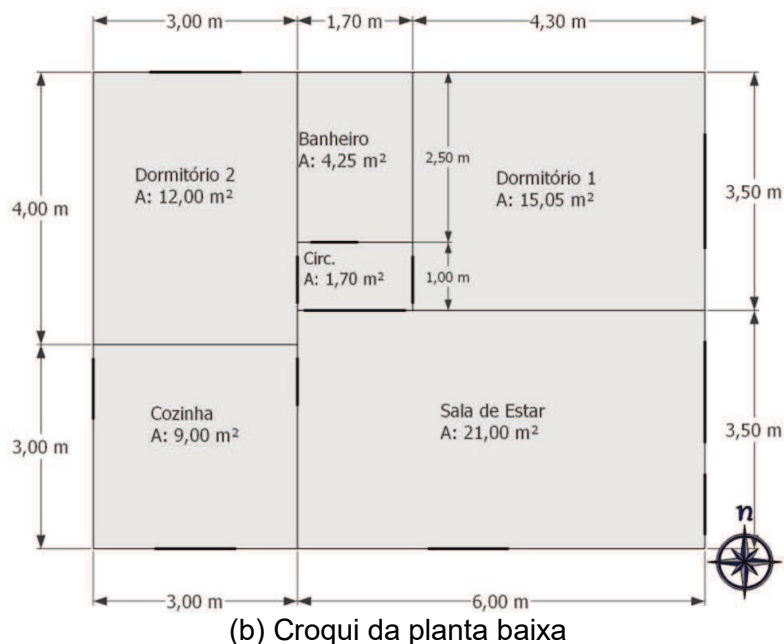 3,00 m
1,70 m
4,30 m
Banheiro
A: 4,25 m²
2,50 m
Dormitório 2
A: 12,00 m²
Dormitório 1
A: 15,05 m²
4,00 m
3,50 m
Circ.
A: 1,70 m²
1,00 m
Cozinha
A: 9,00 m²
Sala de Estar
A: 21,00 m²
3,00 m
3,50 m
n
3,00 m
6,00 m
(b) Croqui da planta baixa